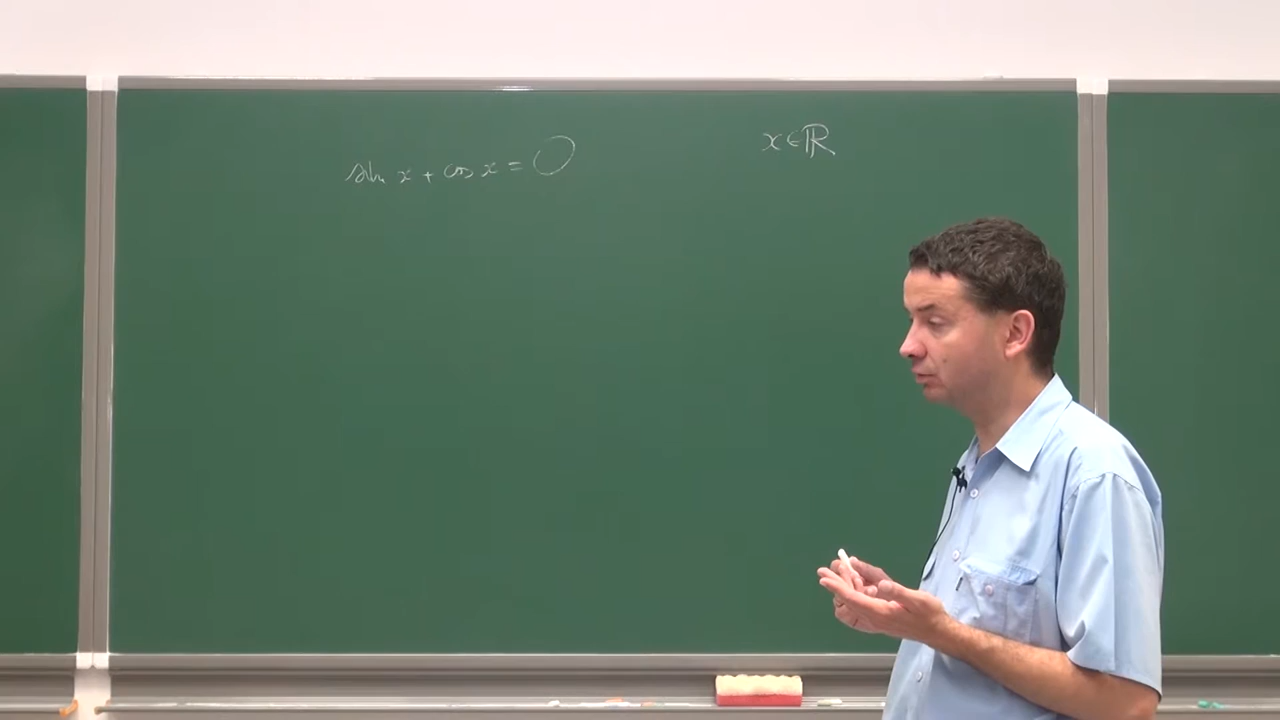 sin x + cos x = 0
x ∈ ℝ